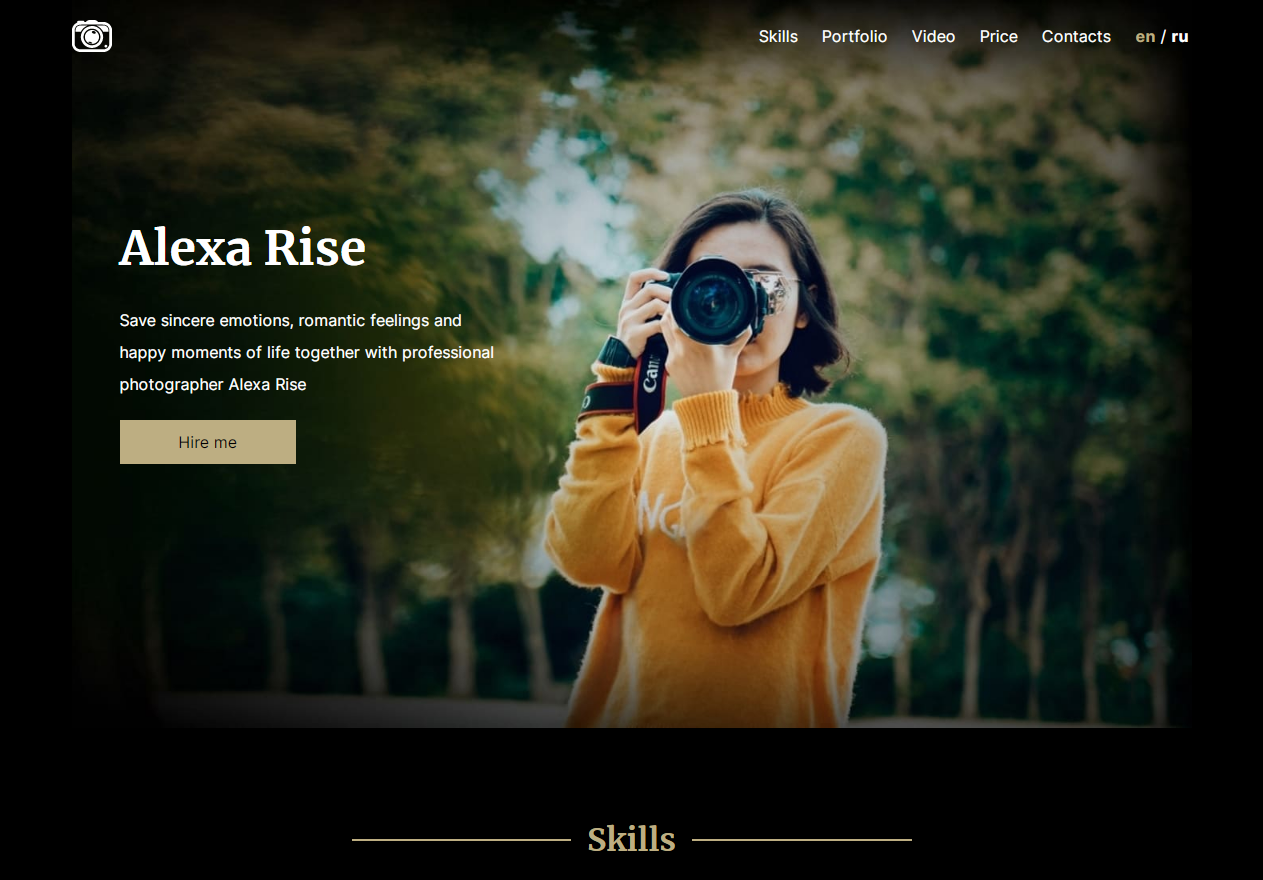 Skills Portfolio Video Price Contacts en / ru
Alexa Rise
Save sincere emotions, romantic feelings and
happy moments of life together with professional
photographer Alexa Rise
Hire me
Skills